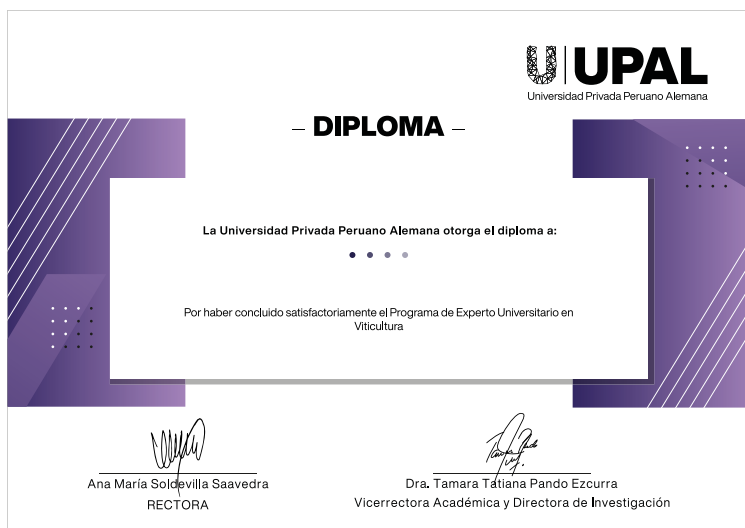 UPAL
Universidad Privada Peruano Alemana
– DIPLOMA –
La Universidad Privada Peruano Alemana otorga el diploma a:
Por haber concluido satisfactoriamente el Programa de Experto Universitario en
Viticultura
Ana María Soldevilla Saavedra
RECTORA
Dra. Tamara Tatiana Pando Ezcurra
Vicerrectora Académica y Directora de Investigación